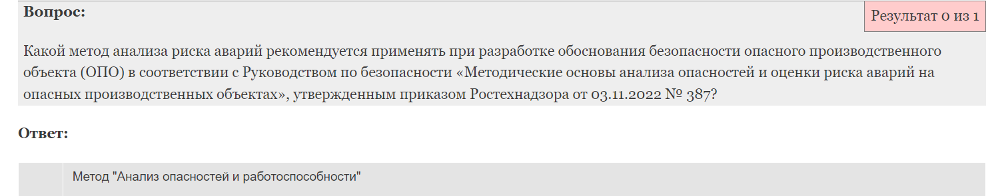 Вопрос:
Результат 0 из 1
Какой метод анализа риска аварий рекомендуется применять при разработке обоснования безопасности опасного производственного
объекта (ОПО) в соответствии с Руководством по безопасности «Методические основы анализа опасностей и оценки риска аварий на
опасных производственных объектах», утвержденным приказом Ростехнадзора от 03.11.2022 № 387?
Ответ:
Метод "Анализ опасностей и работоспособности"